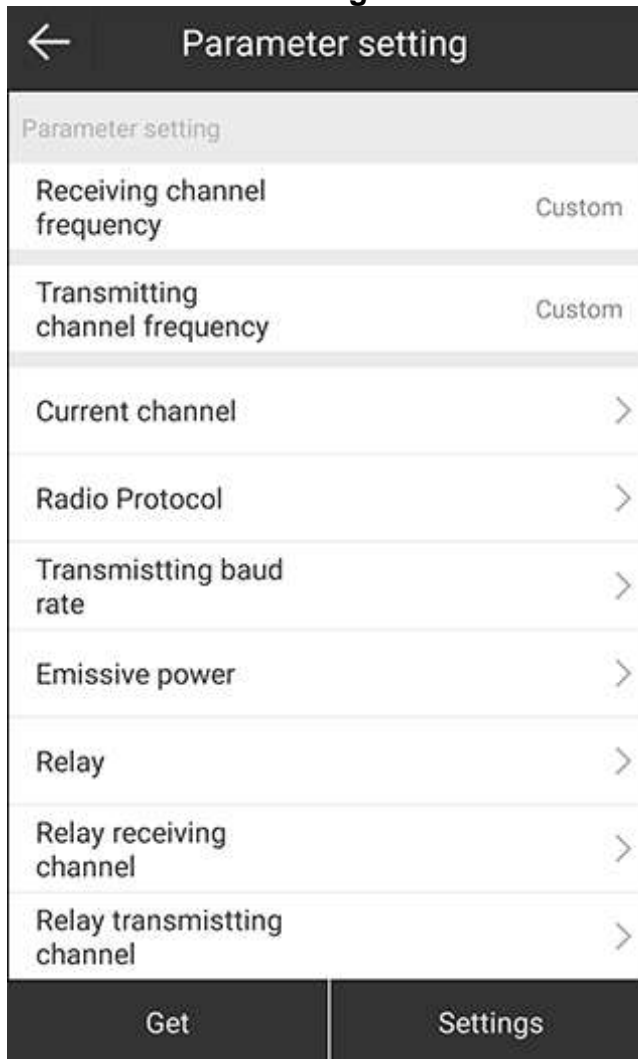 Parameter setting
Parameter setting
Receiving channel
frequency
Custom
Transmitting
channel frequency
Custom
Current channel
Radio Protocol
Transmistting baud
rate
Emissive power
Relay
Relay receiving
channel
Relay transmistting
channel
Get
Settings